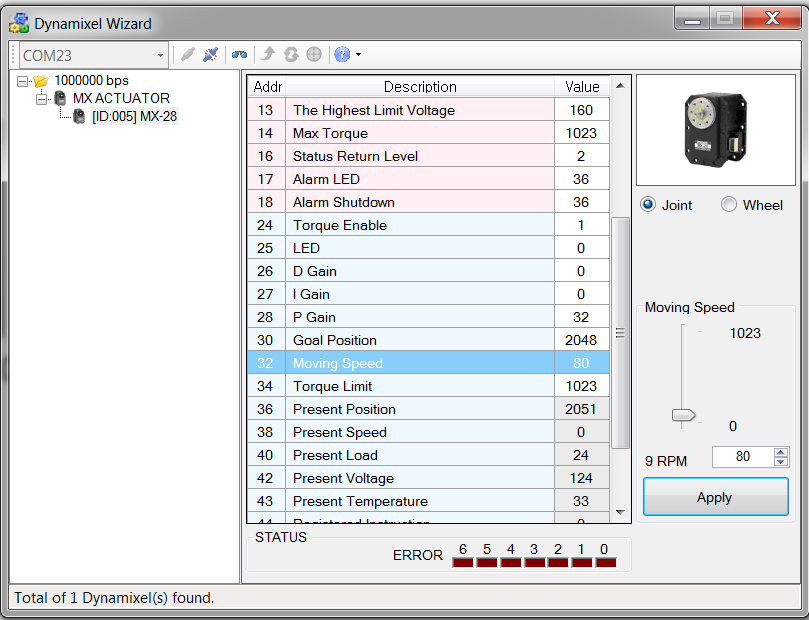 Dynamixel Wizard
COM23
1000000 bps
MX ACTUATOR
[ID:005] MX-28
Addr Description Value
13 The Highest Limit Voltage 160
14 Max Torque 1023
16 Status Return Level 2
17 Alarm LED 36
18 Alarm Shutdown 36
24 Torque Enable 1
25 LED 0
26 D Gain 0
27 I Gain 0
28 P Gain 32
30 Goal Position 2048
32 Moving Speed 80
34 Torque Limit 1023
36 Present Position 2051
38 Present Speed 0
40 Present Load 24
42 Present Voltage 124
43 Present Temperature 33
44 Registered Instruction 0
STATUS
ERROR 6 5 4 3 2 1 0
Joint Wheel
Moving Speed
1023
0
9 RPM 80
Apply
Total of 1 Dynamixel(s) found.